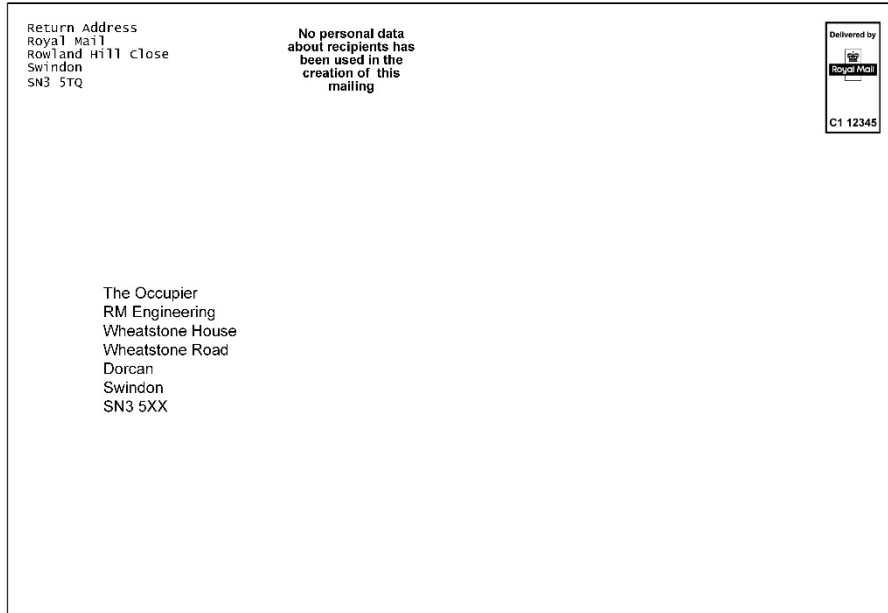 Return Address
Royal Mail
Rowland Hill Close
Swindon
SN3 5TQ
No personal data
about recipients has
been used in the
creation of this
mailing
Delivered by
Royal Mail
C1 12345
The Occupier
RM Engineering
Wheatstone House
Wheatstone Road
Dorcan
Swindon
SN3 5XX